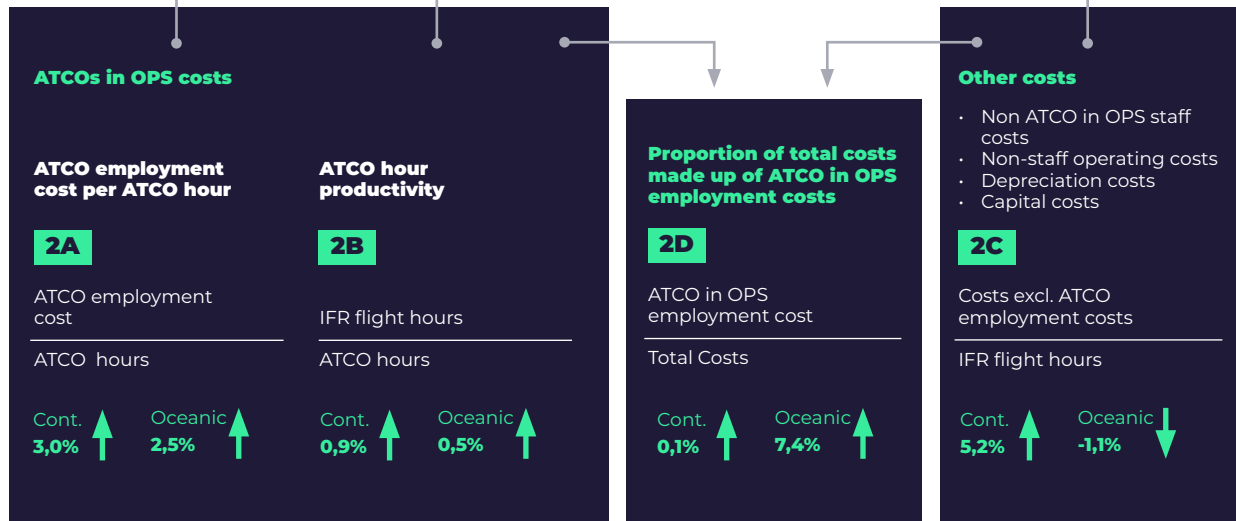 ATCOs in OPS costs
ATCO employment
cost per ATCO hour
2A
ATCO employment
cost
ATCO hours
Cont.
3,0%
Oceanic
2,5%
ATCO hour
productivity
2B
IFR flight hours
ATCO hours
Cont.
0,9%
Oceanic
0,5%
Proportion of total costs
made up of ATCO in OPS
employment costs
2D
ATCO in OPS
employment cost
Total Costs
Cont.
0,1%
Oceanic
7,4%
Other costs
• Non ATCO in OPS staff
costs
• Non-staff operating costs
• Depreciation costs
• Capital costs
2C
Costs excl. ATCO
employment costs
IFR flight hours
Cont.
5,2%
Oceanic
-1,1%